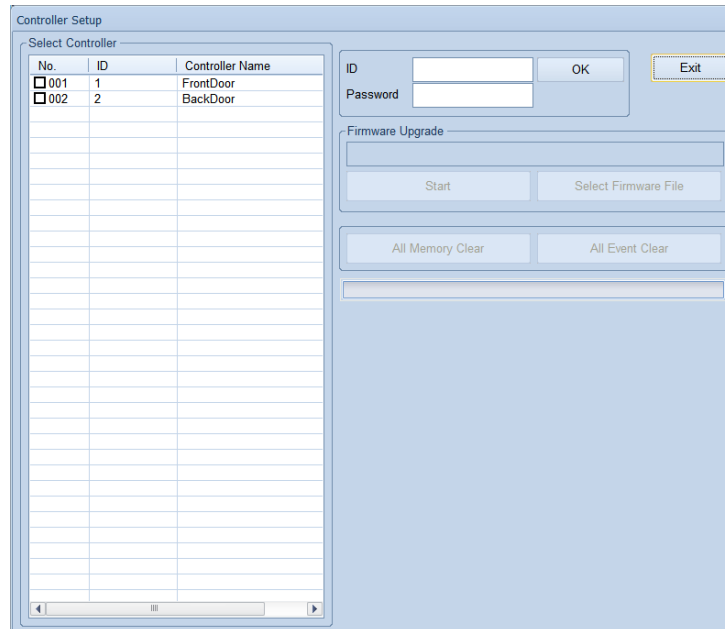 Controller Setup
Select Controller
No. ID Controller Name
001 1 FrontDoor
002 2 BackDoor
ID OK Exit
Password
Firmware Upgrade
Start Select Firmware File
All Memory Clear All Event Clear